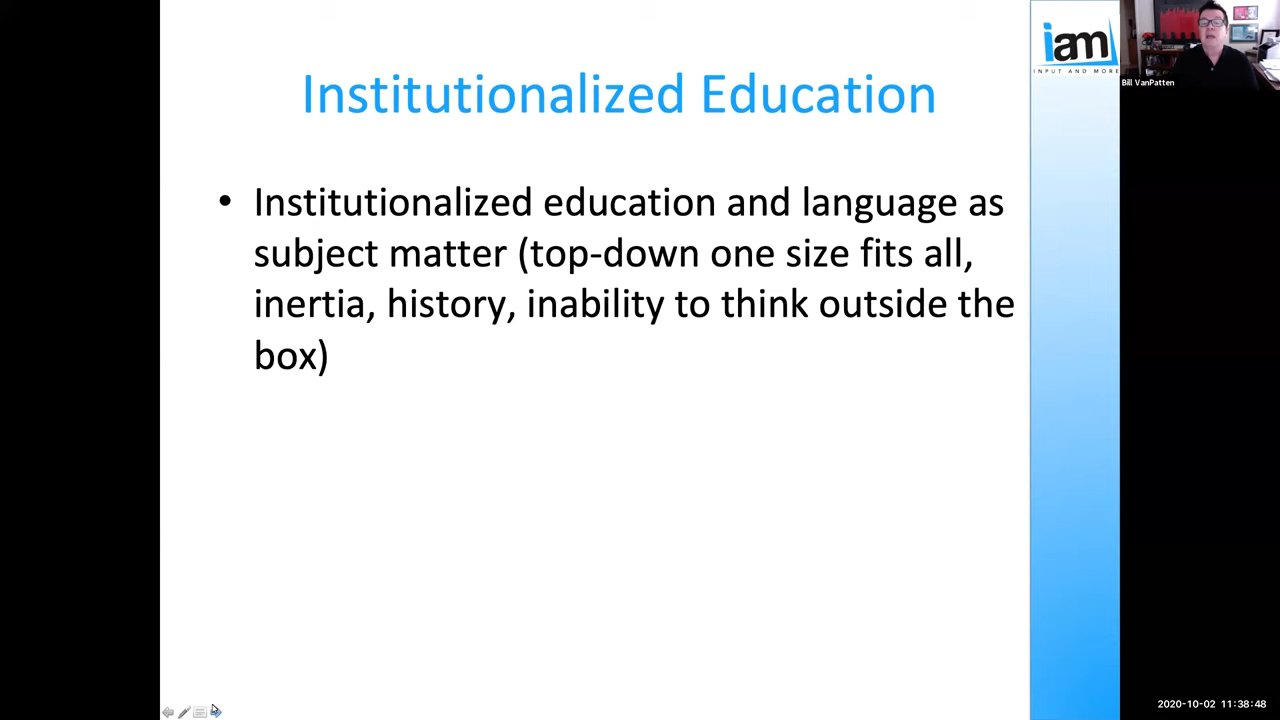 Institutionalized Education
• Institutionalized education and language as
subject matter (top-down one size fits all,
inertia, history, inability to think outside the
box)
iam
INPUT AND MORE
Bill VanPatten
2020-10-02 11:38:48